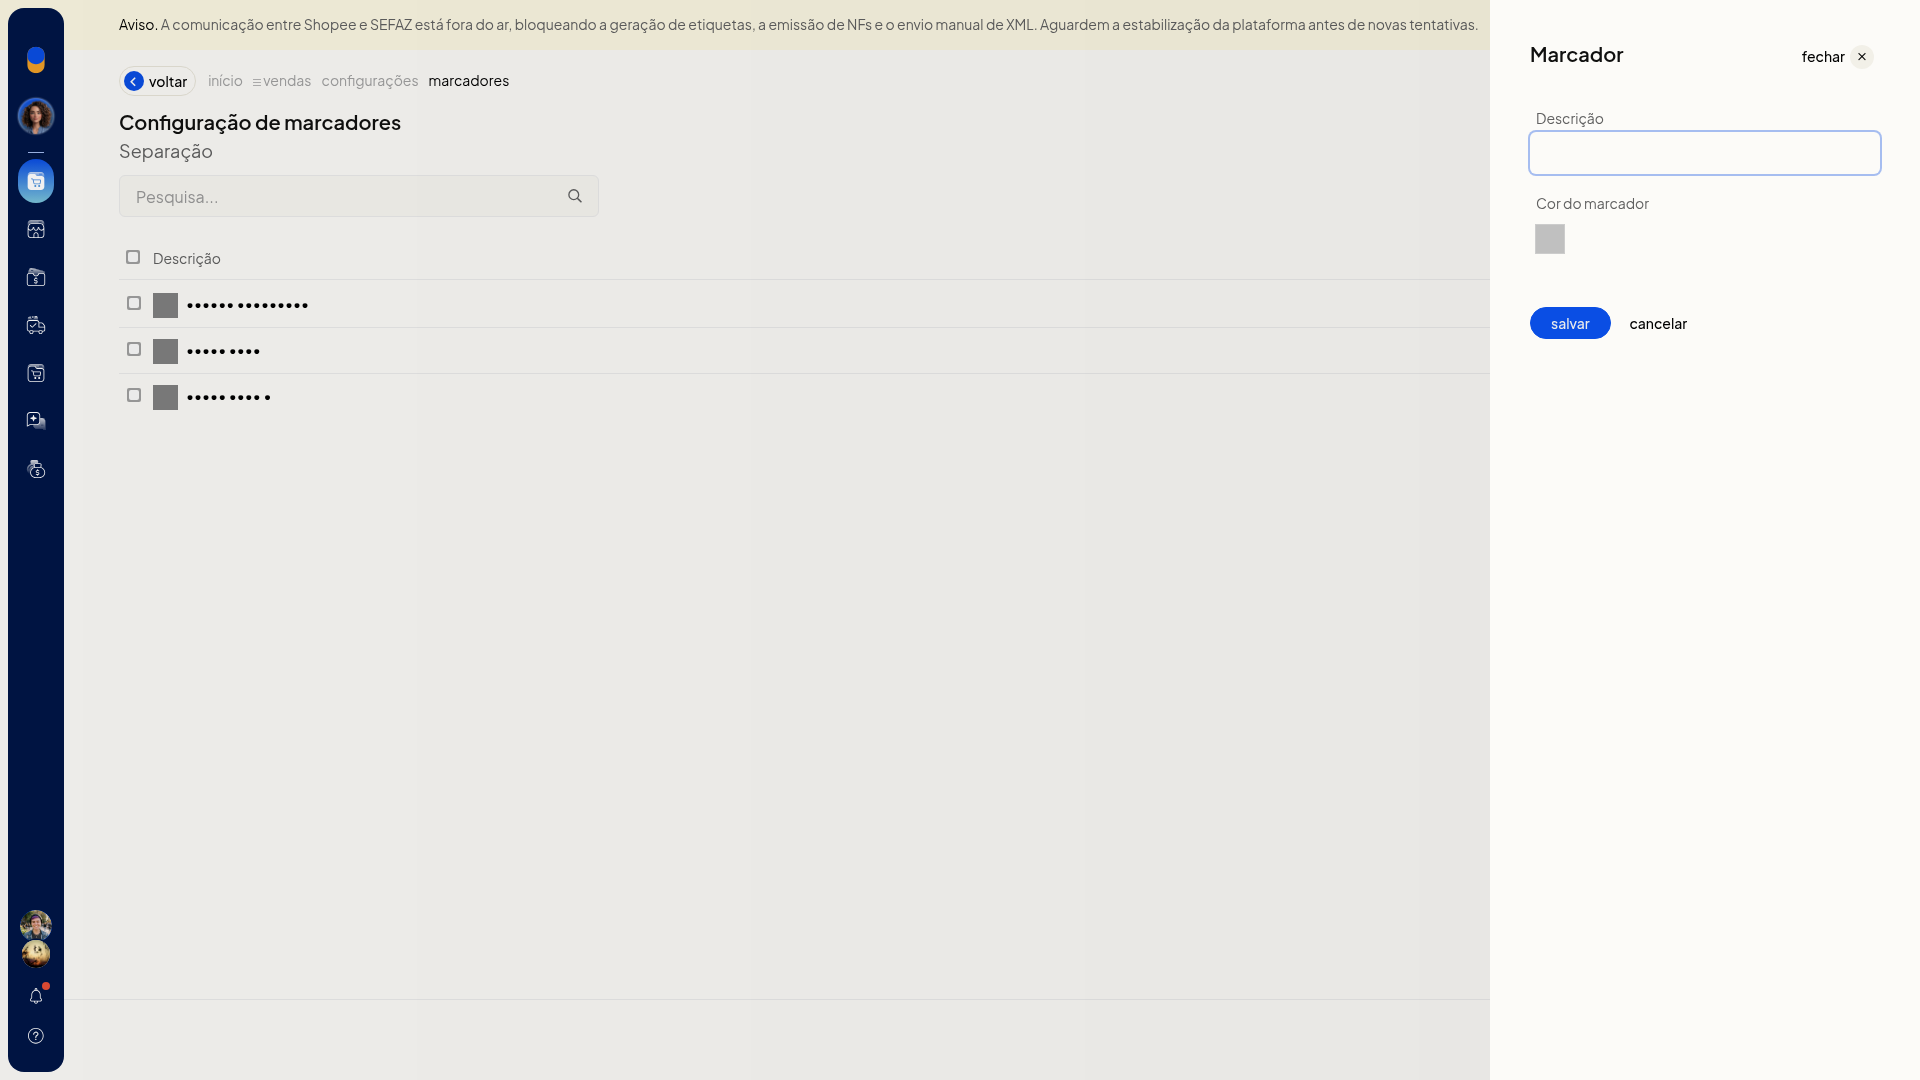 Aviso. A comunicação entre Shopee e SEFAZ está fora do ar, bloqueando a geração de etiquetas, a emissão de NFs e o envio manual de XML. Aguardem a estabilização da plataforma antes de novas tentativas.
voltar início vendas configurações marcadores
Configuração de marcadores
Separação
Pesquisa...
Descrição
•••••• •••••••••
••••• ••••
••••• •••• •
Marcador
fechar
Descrição
Cor do marcador
salvar cancelar